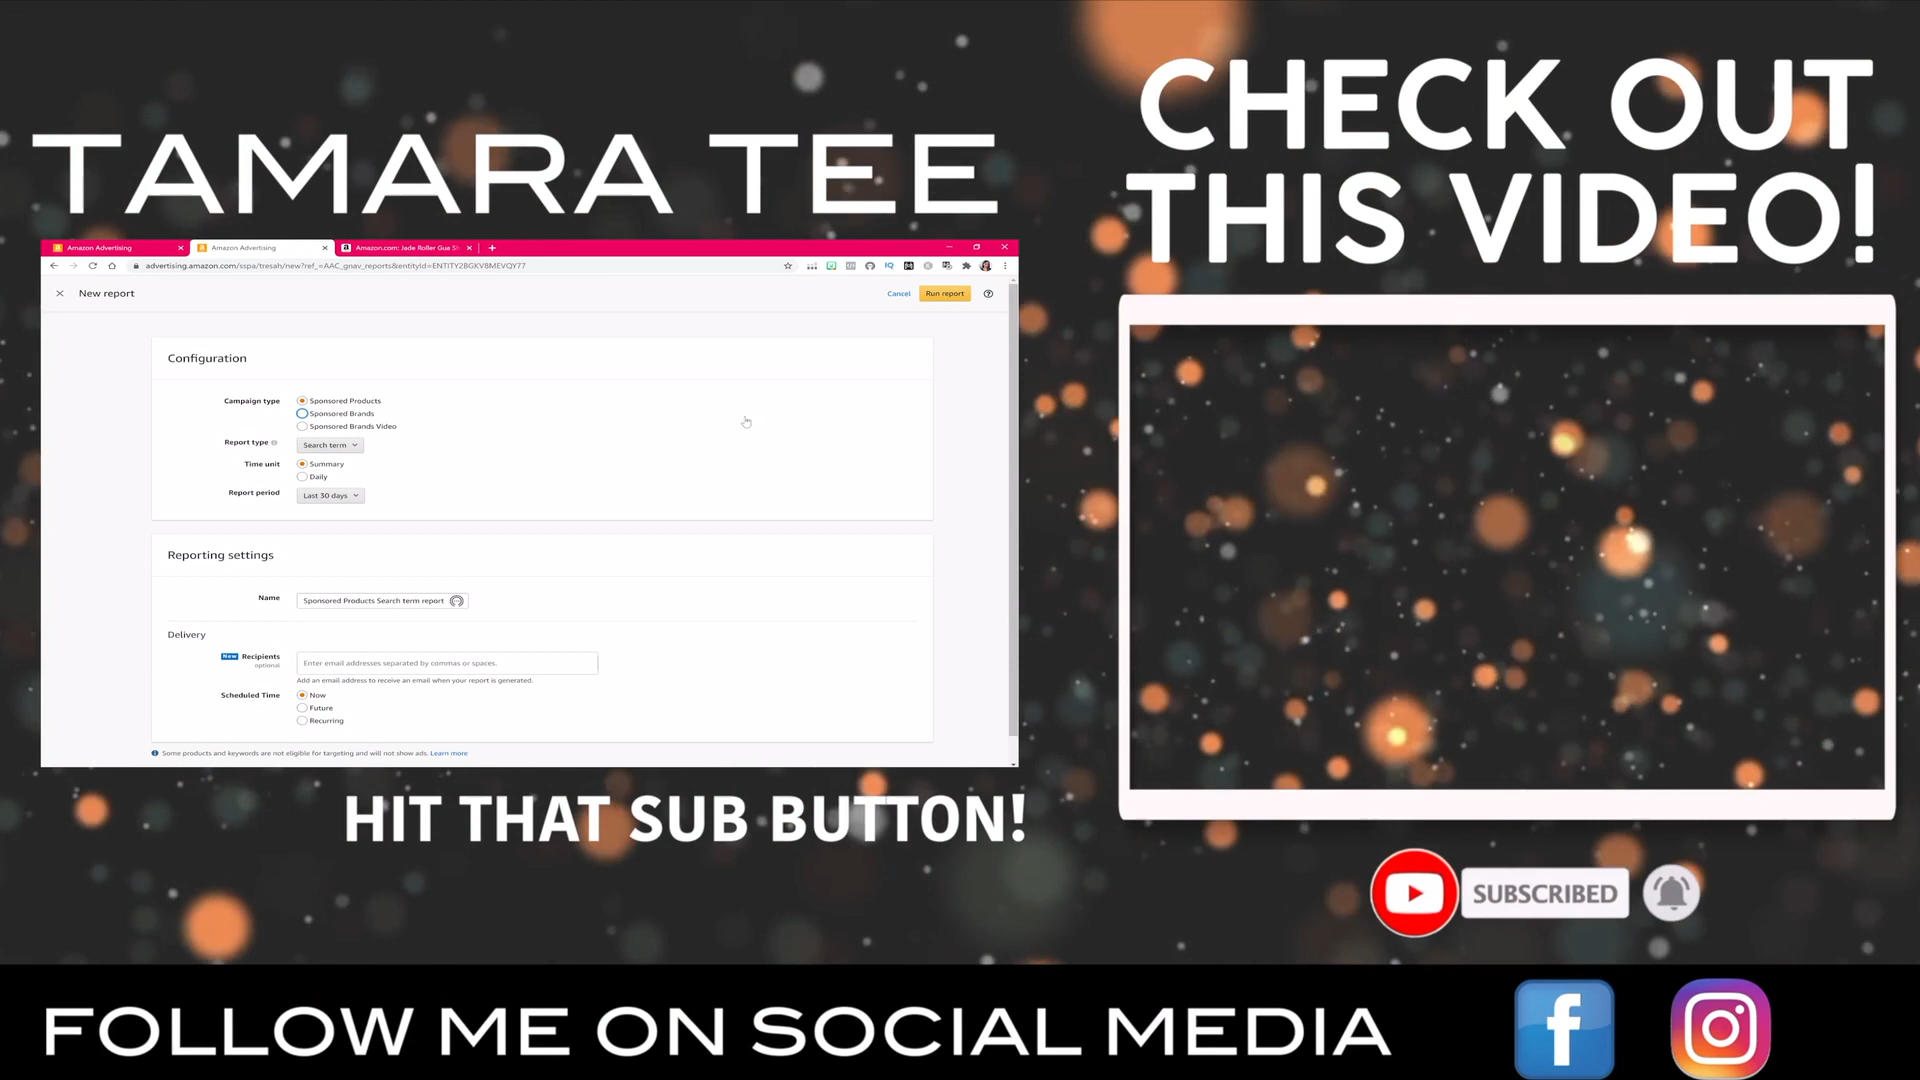 TAMARA TEE
CHECK OUT
THIS VIDEO!
Amazon Advertising
Amazon Advertising
Amazon.com: Jade Roller Gua Sh
advertising.amazon.com/sspa/tresah/new?ref_=AAC_gnav_reports&entityId=ENTITY2BGKV8MEVQY77
New report
Cancel
Run report
Configuration
Campaign type
Sponsored Products
Sponsored Brands
Sponsored Brands Video
Report type
Search term
Time unit
Summary
Daily
Report period
Last 30 days
Reporting settings
Name
Sponsored Products Search term report
Delivery
New Recipients
optional
Enter email addresses separated by commas or spaces.
Add an email address to receive an email when your report is generated.
Scheduled Time
Now
Future
Recurring
Some products and keywords are not eligible for targeting and will not show ads. Learn more
HIT THAT SUB BUTTON!
SUBSCRIBED
FOLLOW ME ON SOCIAL MEDIA